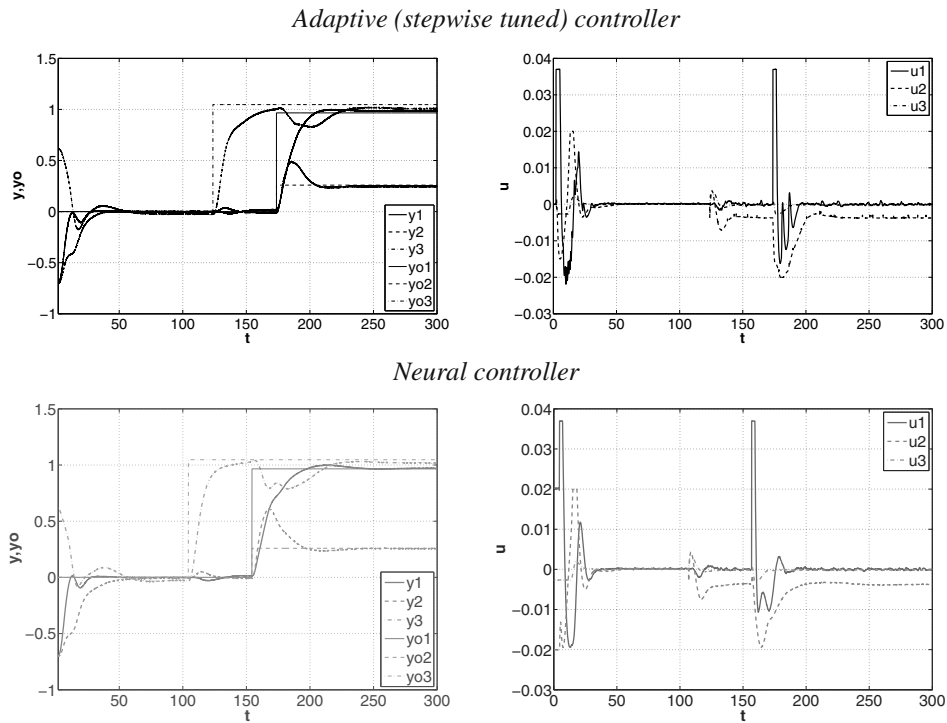 Adaptive (stepwise tuned) controller
1.5
1
0.5
0
-0.5
-1
y,yo
50 100 150 200 250 300
t
y1
y2
y3
yo1
yo2
yo3
0.04
0.03
0.02
0.01
0
-0.01
-0.02
-0.03
u
0 50 100 150 200 250 300
t
u1
u2
u3
Neural controller
1.5
1
0.5
0
-0.5
-1
y,yo
50 100 150 200 250 300
t
y1
y2
y3
yo1
yo2
yo3
0.04
0.03
0.02
0.01
0
-0.01
-0.02
-0.03
u
0 50 100 150 200 250 300
t
u1
u2
u3